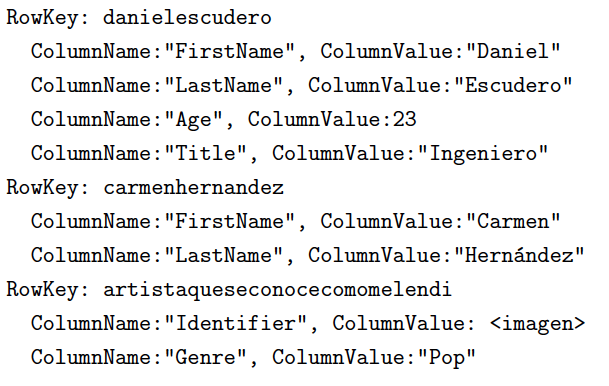 RowKey: danielescudero
ColumnName:"FirstName", ColumnValue:"Daniel"
ColumnName:"LastName", ColumnValue:"Escudero"
ColumnName:"Age", ColumnValue:23
ColumnName:"Title", ColumnValue:"Ingeniero"
RowKey: carmenhernandez
ColumnName:"FirstName", ColumnValue:"Carmen"
ColumnName:"LastName", ColumnValue:"Hernández"
RowKey: artistaqueseconocecomomelendi
ColumnName:"Identifier", ColumnValue: <imagen>
ColumnName:"Genre", ColumnValue:"Pop"